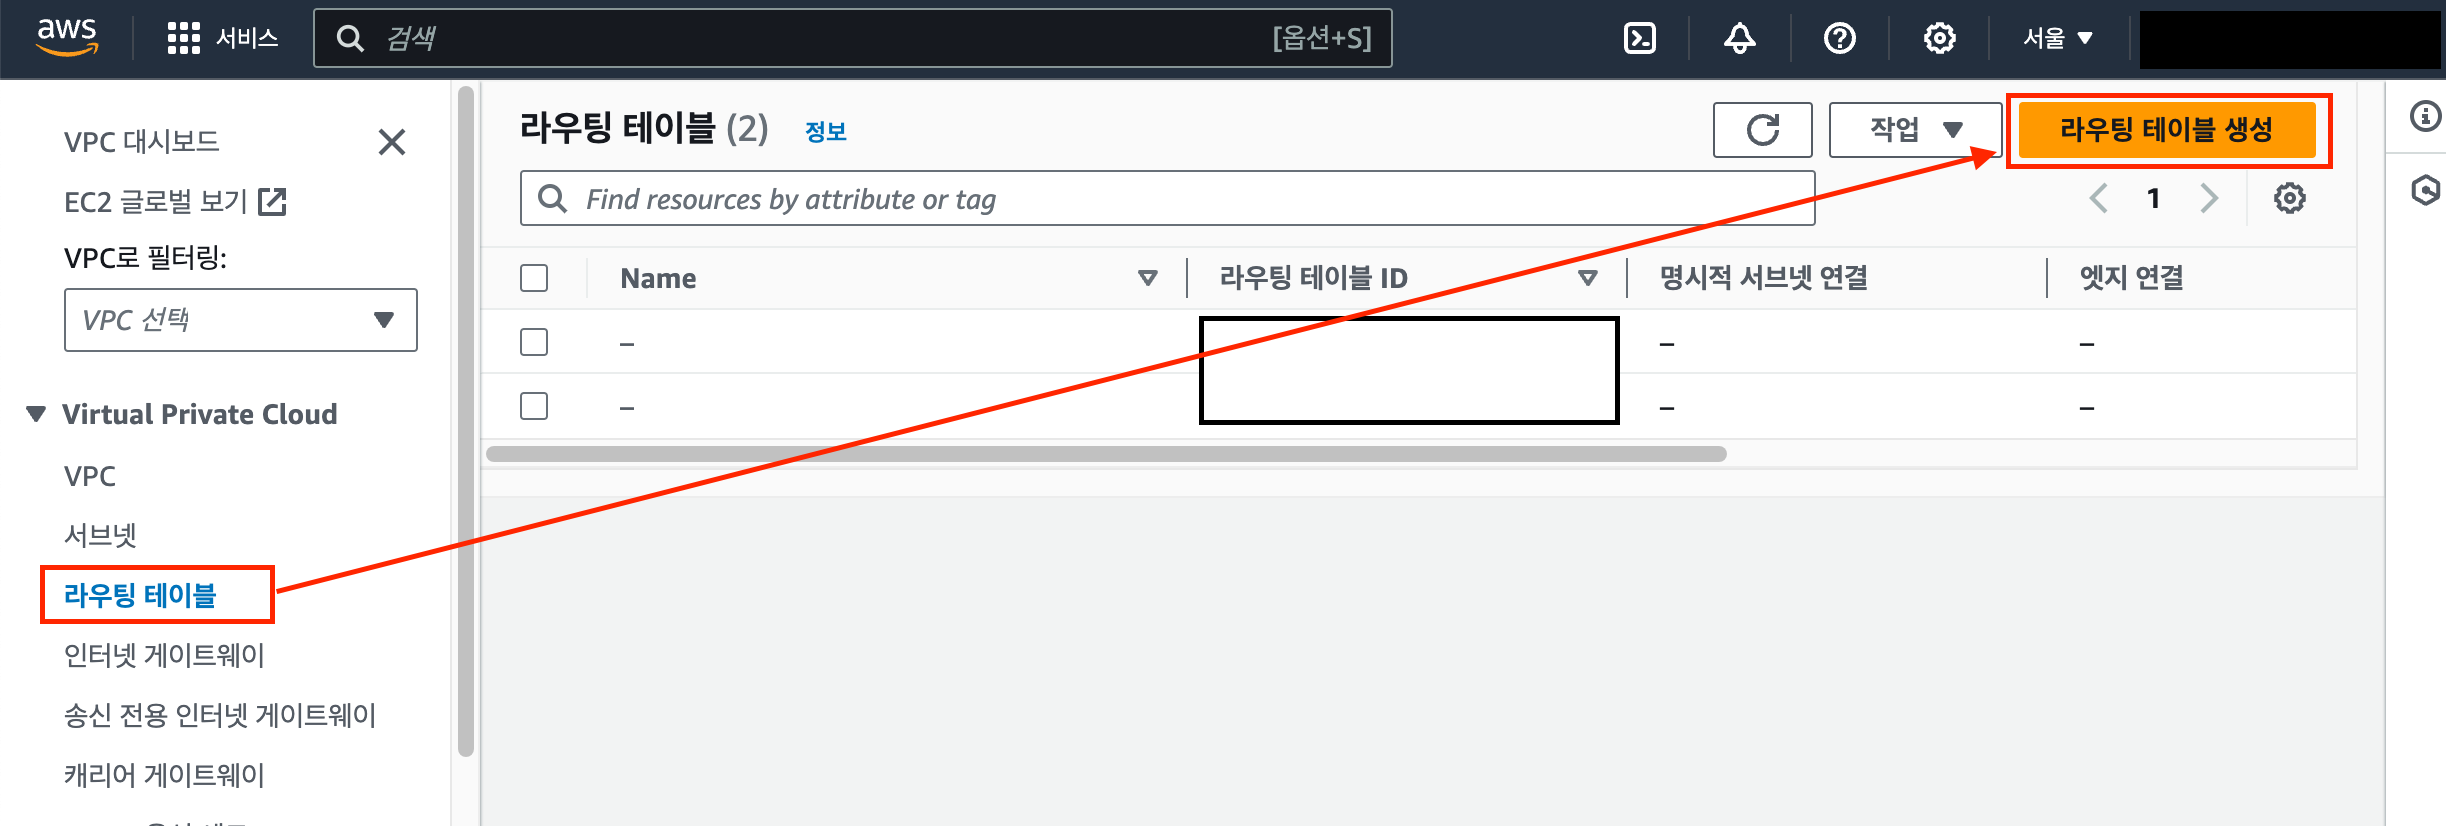 aws
서비스
검색
[옵션+S]
서울
VPC 대시보드
EC2 글로벌 보기
VPC로 필터링:
VPC 선택
Virtual Private Cloud
VPC
서브넷
라우팅 테이블
인터넷 게이트웨이
송신 전용 인터넷 게이트웨이
캐리어 게이트웨이
라우팅 테이블 (2) 정보
작업
라우팅 테이블 생성
Find resources by attribute or tag
1
Name 라우팅 테이블 ID 명시적 서브넷 연결 엣지 연결
– – –
– – –